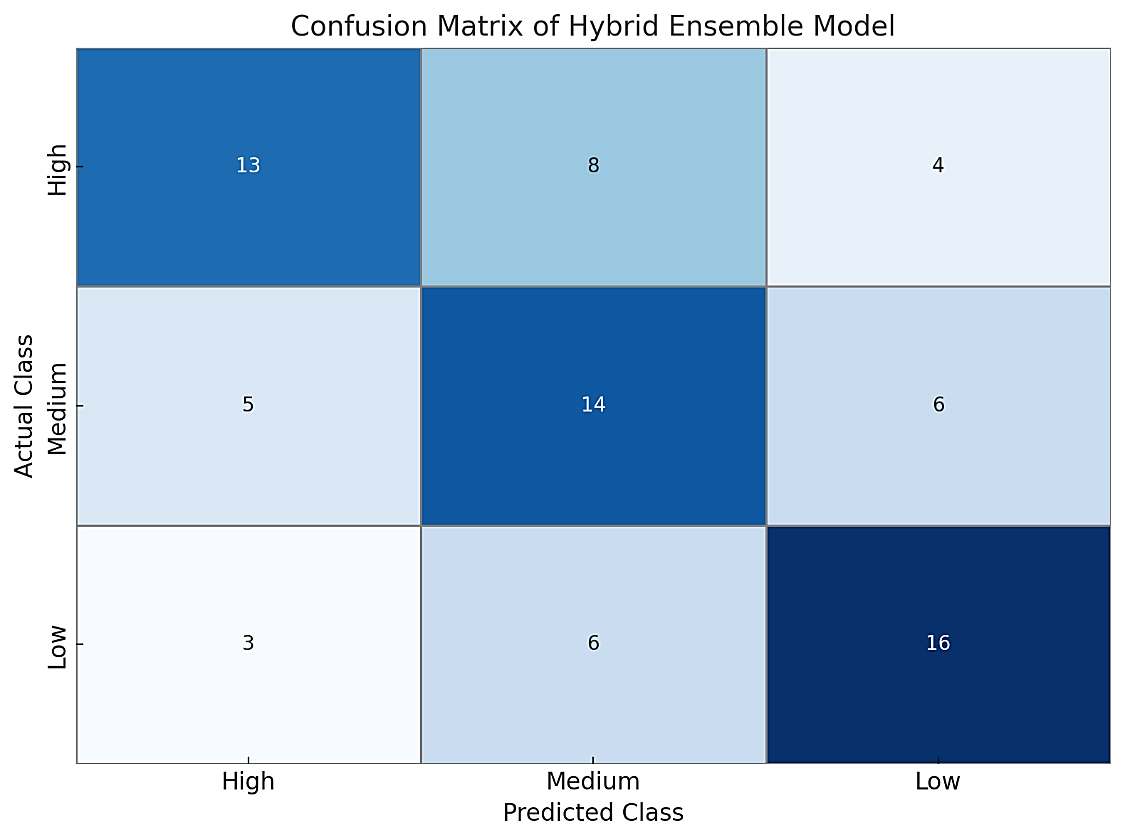 Confusion Matrix of Hybrid Ensemble Model
Actual Class
High
13
8
4
Medium
5
14
6
Low
3
6
16
High
Medium
Low
Predicted Class